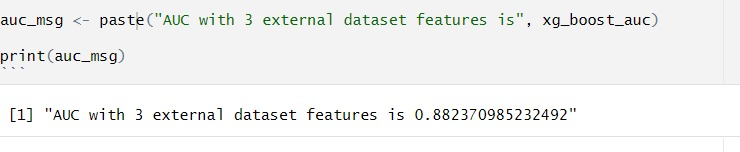 auc_msg <- paste("AUC with 3 external dataset features is", xg_boost_auc)
print(auc_msg)
```
[1] "AUC with 3 external dataset features is 0.882370985232492"